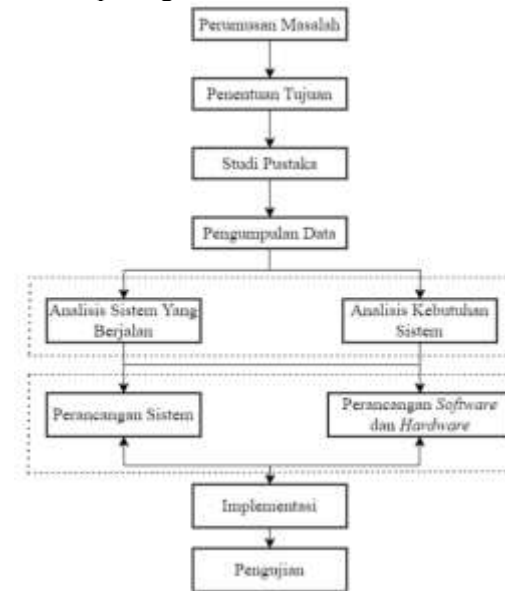 Perumusan Masalah
Penentuan Tujuan
Studi Pustaka
Pengumpulan Data
Analisis Sistem Yang
Berjalan
Analisis Kebutuhan
Sistem
Perancangan Sistem
Perancangan Software
dan Hardware
Implementasi
Pengujian